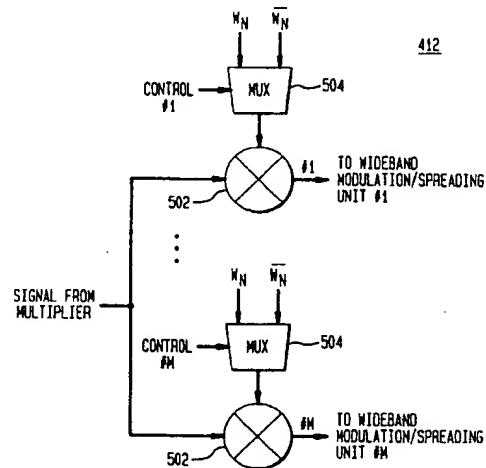 W_N W̅_N̅
412
MUX
504
CONTROL
#1
#1
TO WIDEBAND
MODULATION/SPREADING
UNIT #1
502
SIGNAL FROM
MULTIPLIER
W_N W̅_N̅
MUX
504
CONTROL
#M
#M
TO WIDEBAND
MODULATION/SPREADING
UNIT #M
502